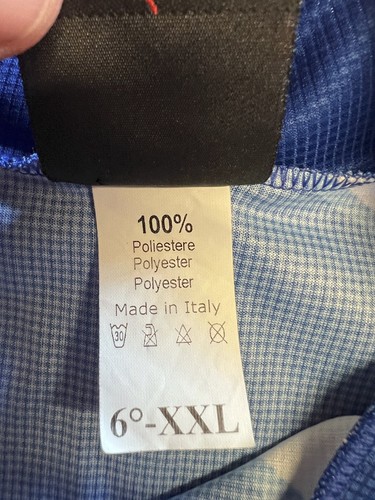 100%
Poliestere
Polyester
Polyester
Made in Italy
30
6°-XXL